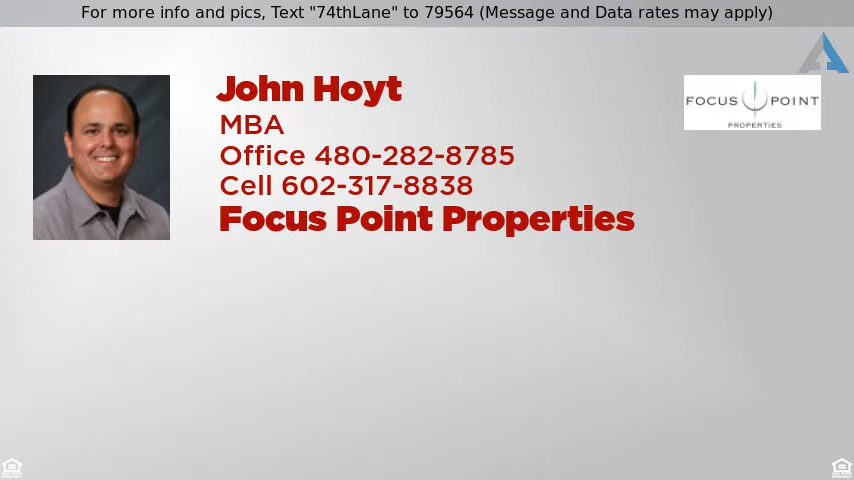 For more info and pics, Text "74thLane" to 79564 (Message and Data rates may apply)
John Hoyt
MBA
Office 480-282-8785
Cell 602-317-8838
Focus Point Properties
FOCUS POINT
PROPERTIES